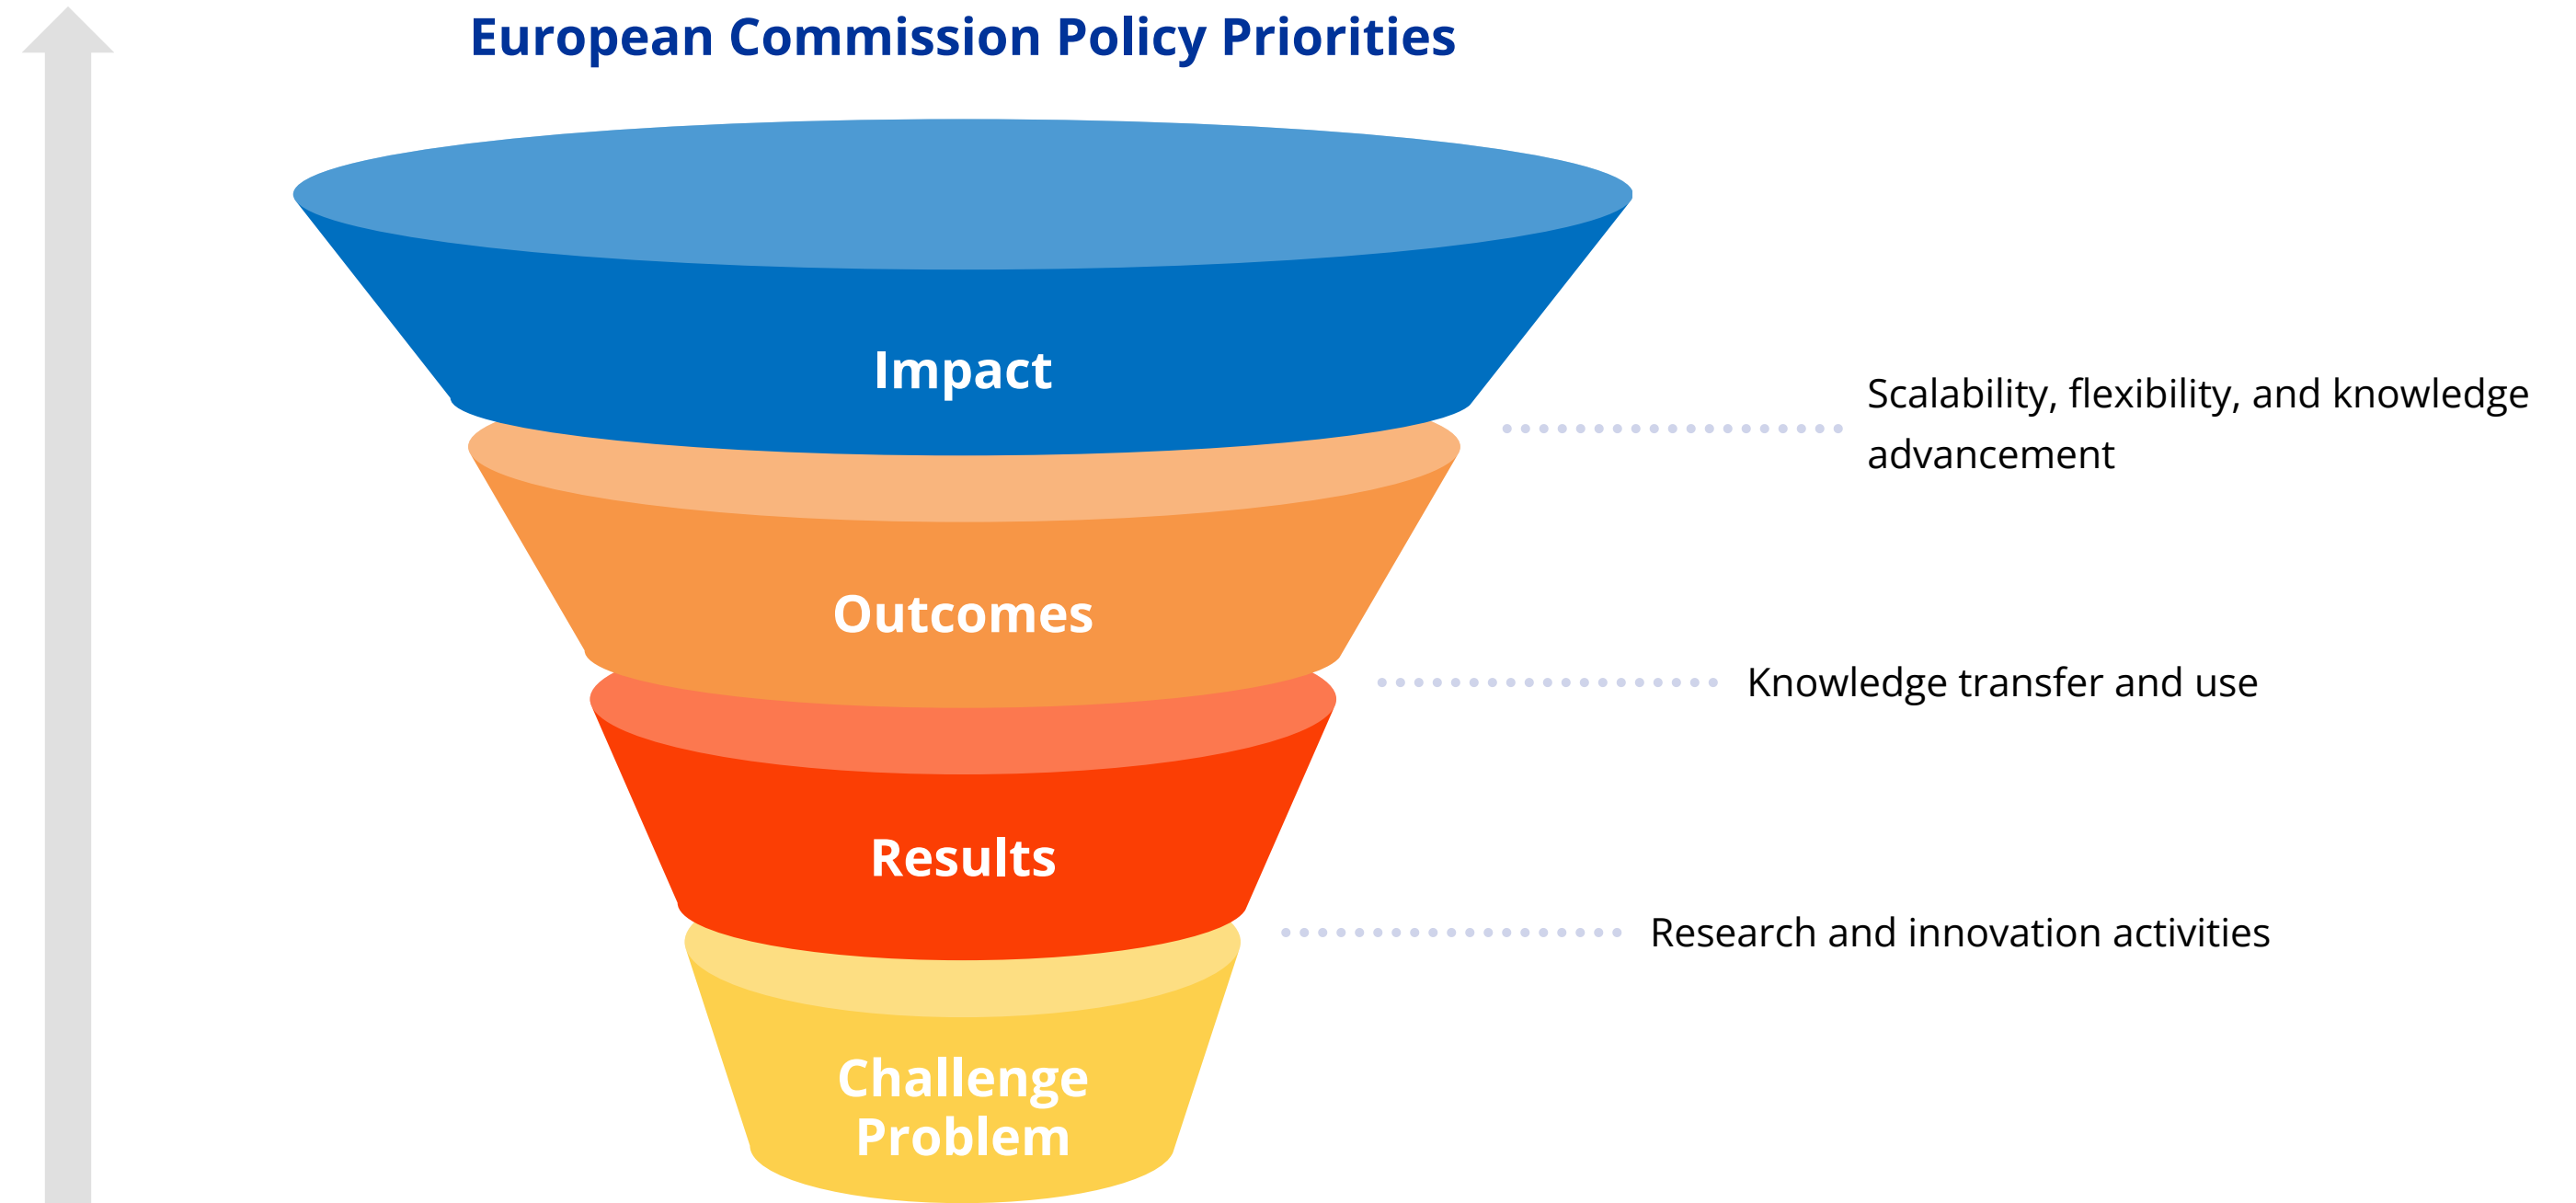 European Commission Policy Priorities
Impact
Scalability, flexibility, and knowledge
advancement
Outcomes
Knowledge transfer and use
Results
Research and innovation activities
Challenge
Problem